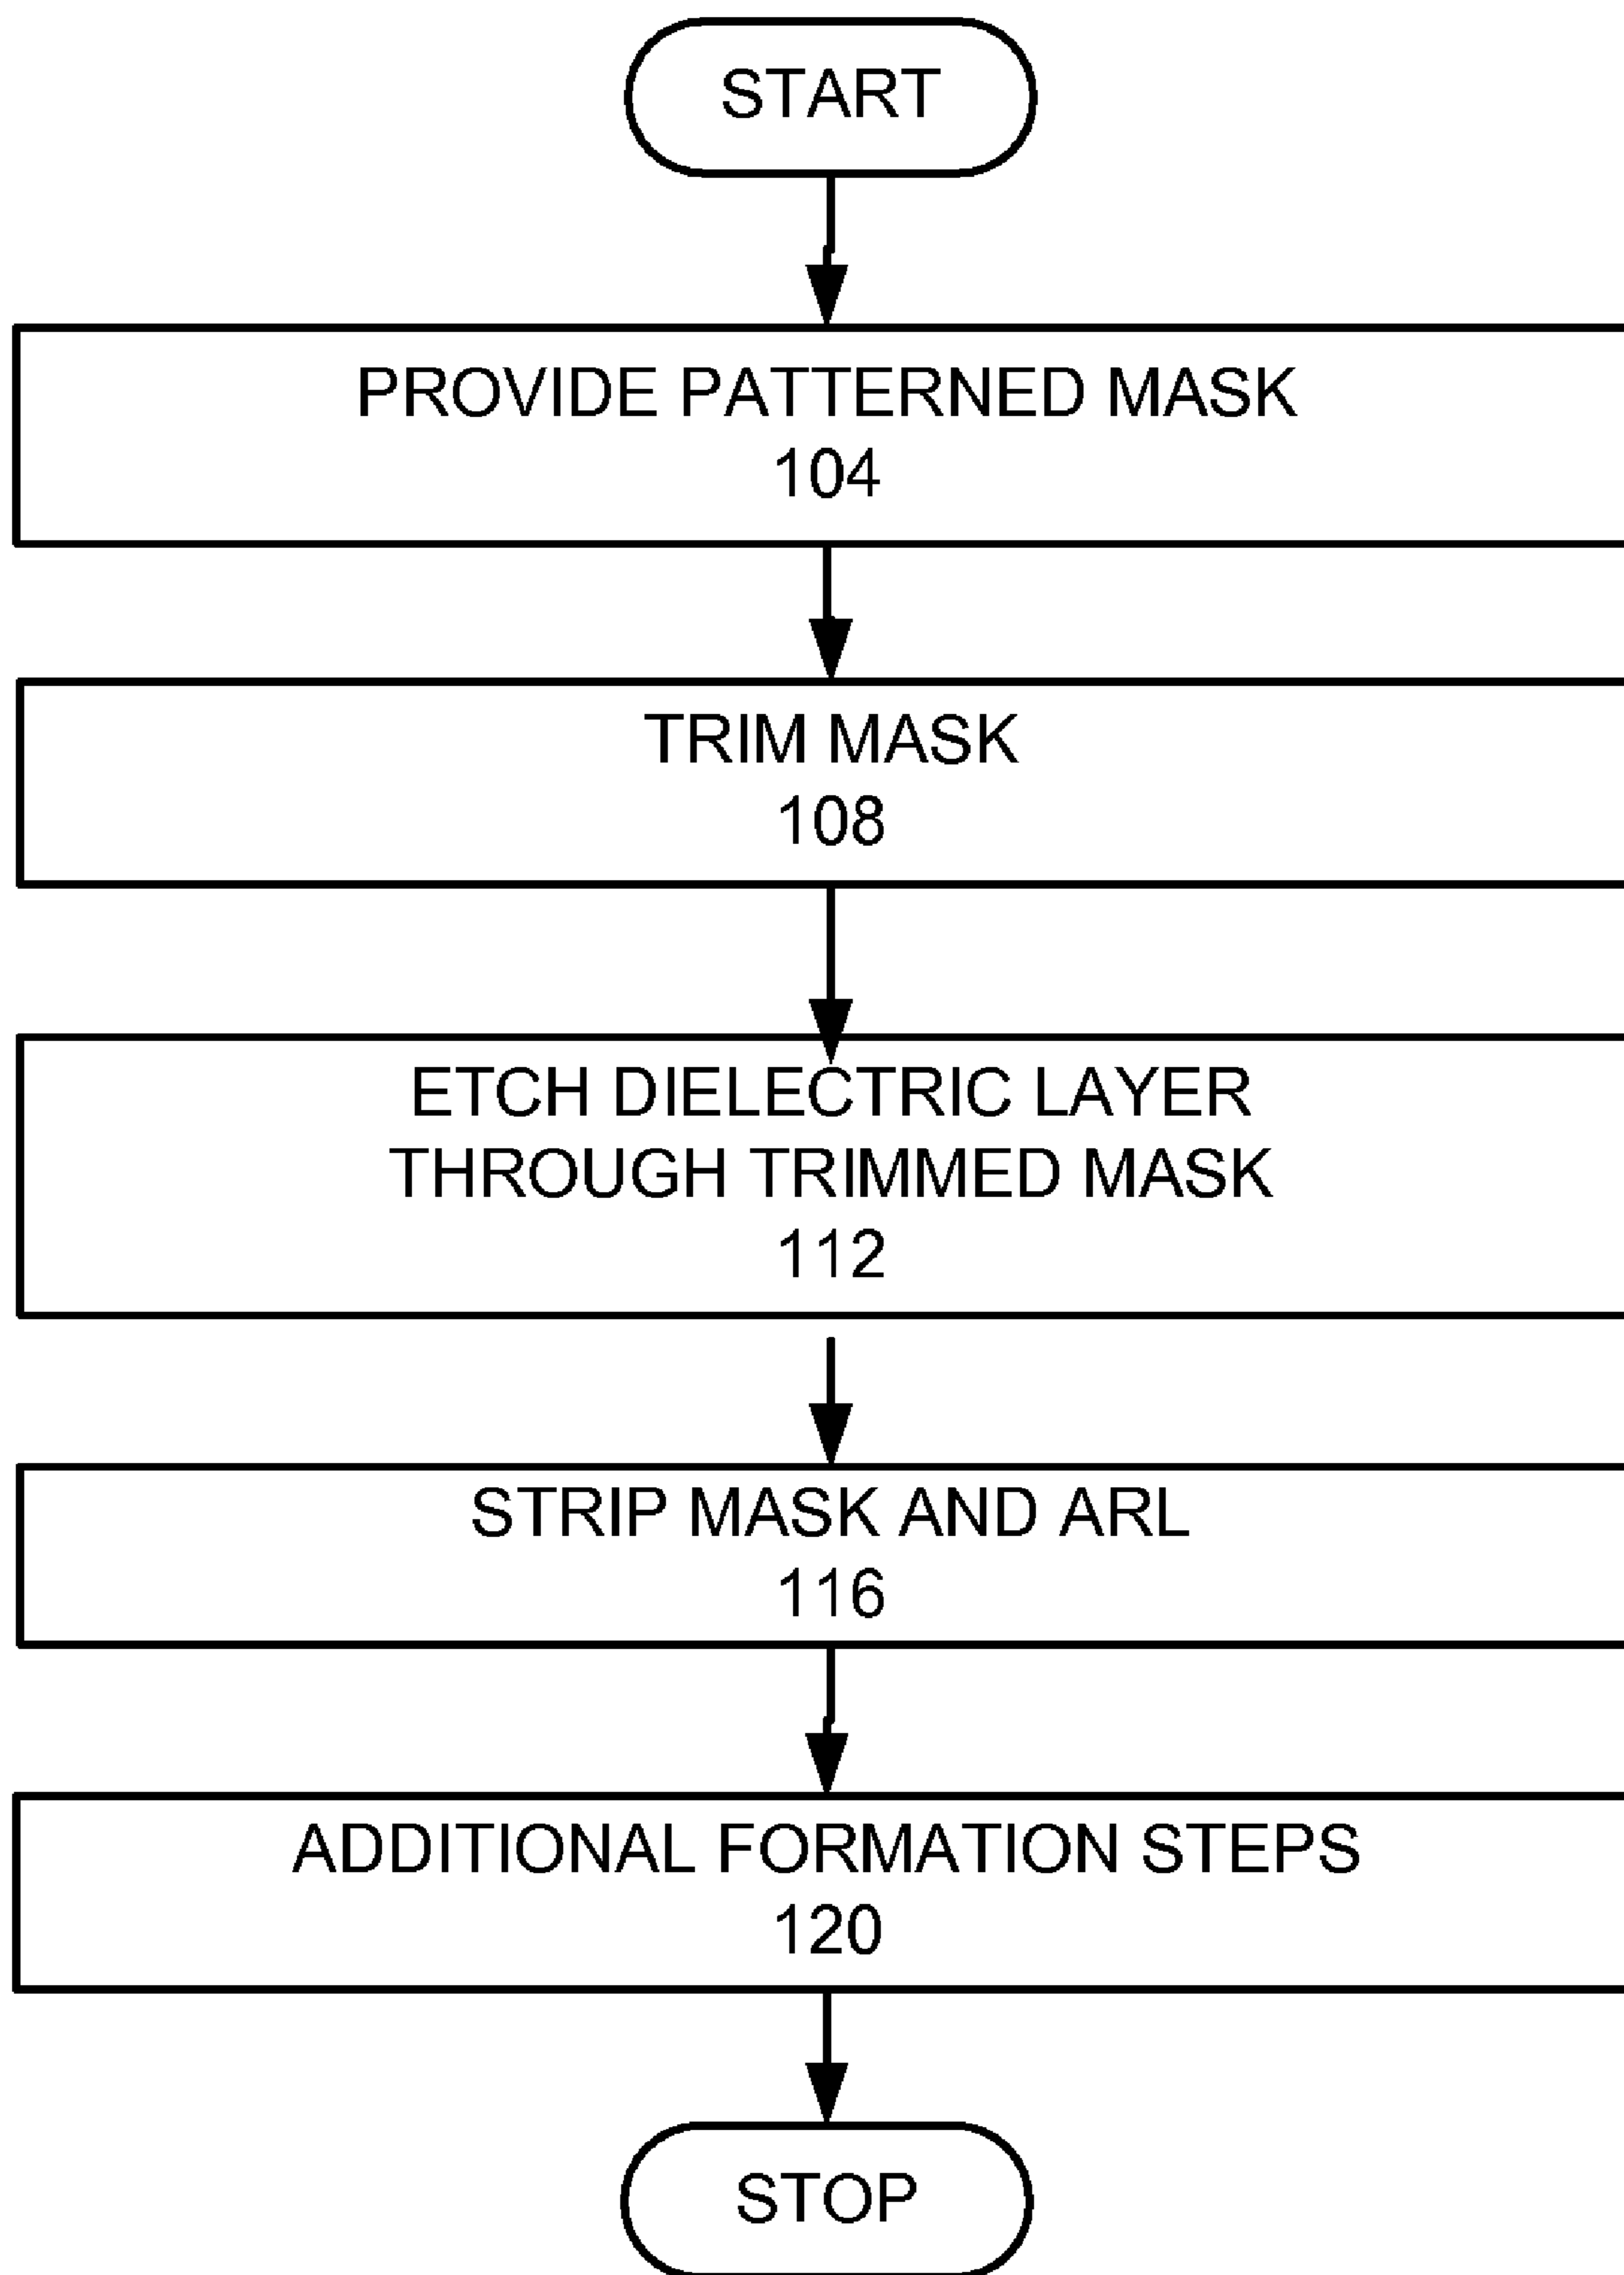 START
PROVIDE PATTERNED MASK
104
TRIM MASK
108
ETCH DIELECTRIC LAYER
THROUGH TRIMMED MASK
112
STRIP MASK AND ARL
116
ADDITIONAL FORMATION STEPS
120
STOP